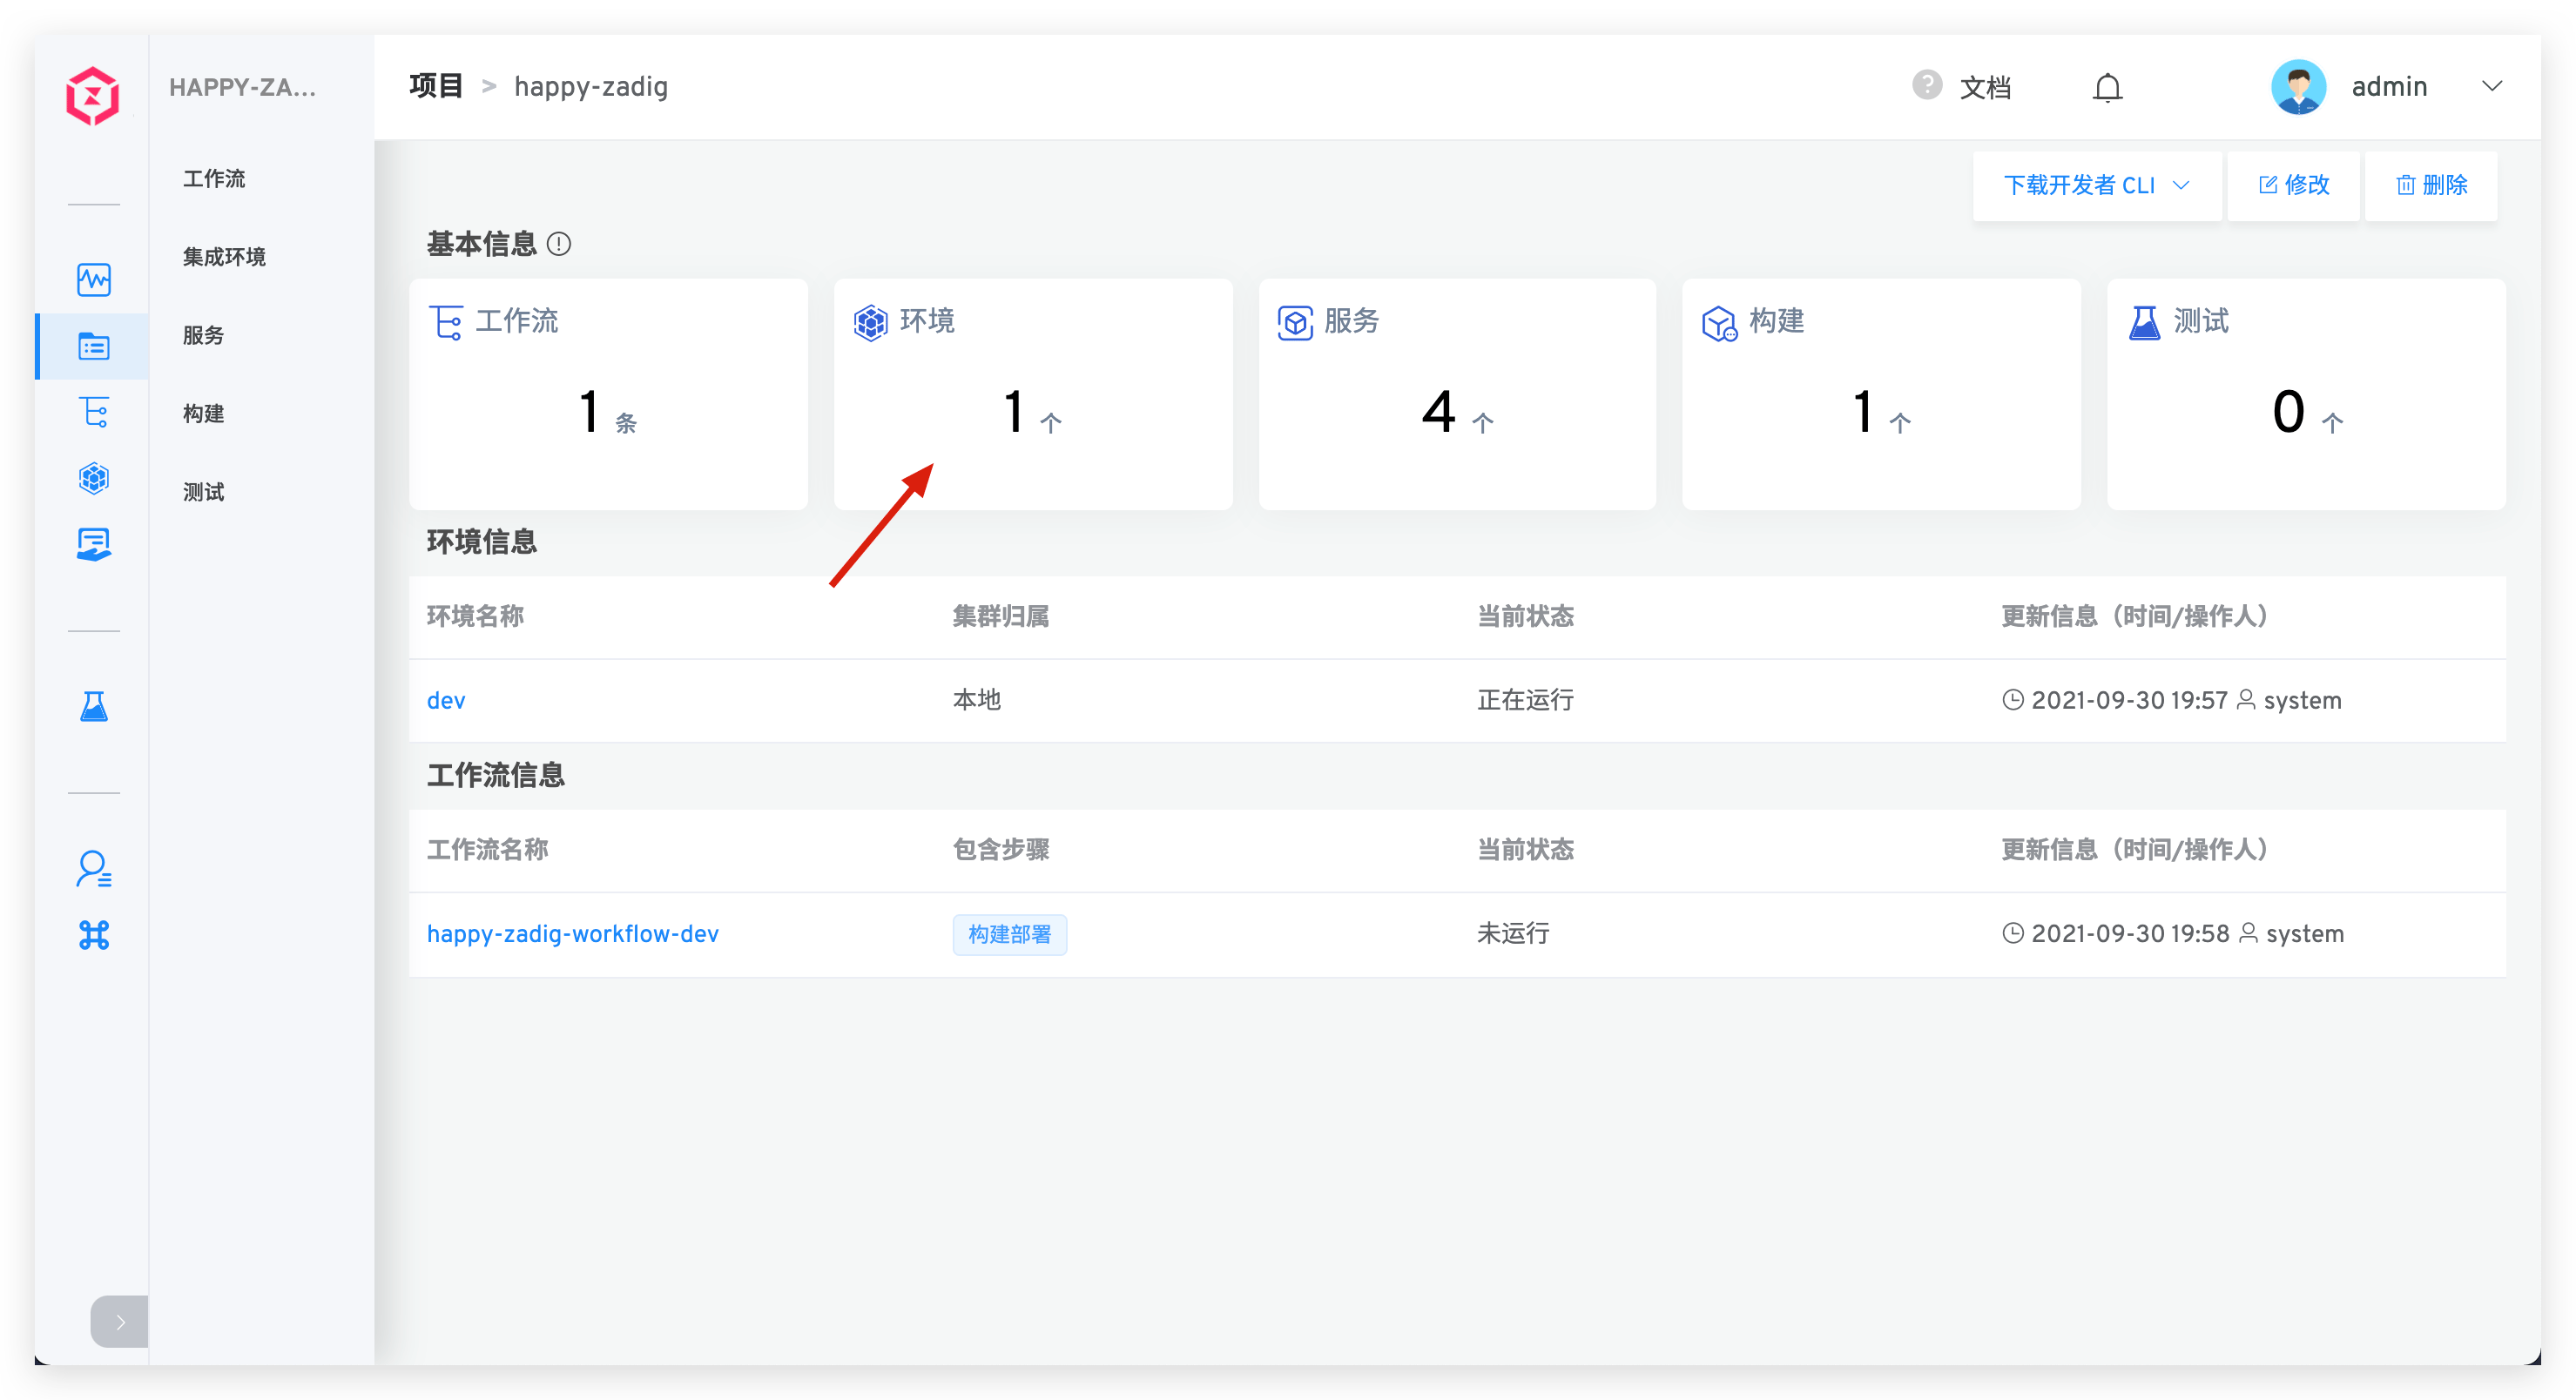 HAPPY-ZA...
项目 > happy-zadig
文档
admin
工作流
集成环境
服务
构建
测试
下载开发者 CLI
修改
删除
基本信息
工作流
1 条
环境
1 个
服务
4 个
构建
1 个
测试
0 个
环境信息
环境名称 集群归属 当前状态 更新信息（时间/操作人）
dev 本地 正在运行 2021-09-30 19:57 system
工作流信息
工作流名称 包含步骤 当前状态 更新信息（时间/操作人）
happy-zadig-workflow-dev 构建部署 未运行 2021-09-30 19:58 system